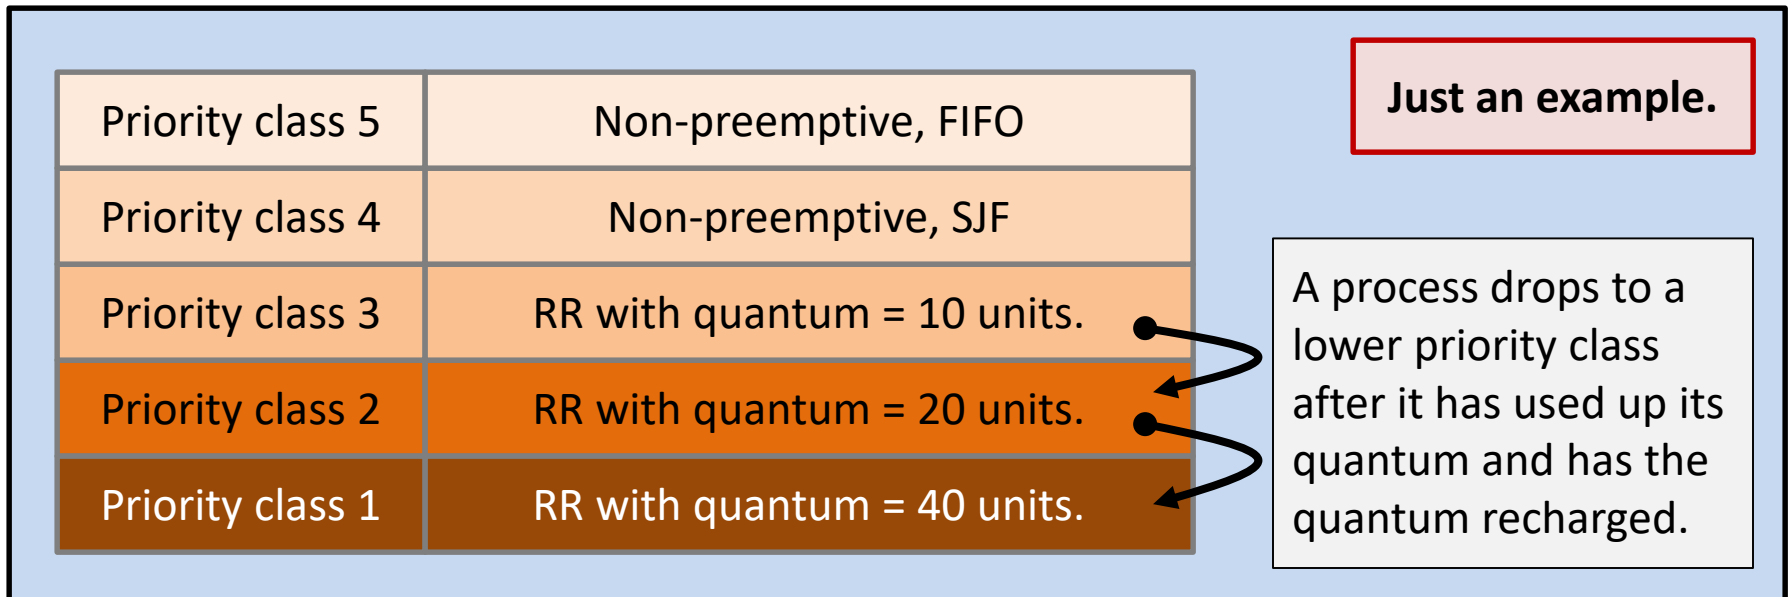 Just an example.
Priority class 5 Non-preemptive, FIFO
Priority class 4 Non-preemptive, SJF
Priority class 3 RR with quantum = 10 units.
Priority class 2 RR with quantum = 20 units.
Priority class 1 RR with quantum = 40 units.
A process drops to a
lower priority class
after it has used up its
quantum and has the
quantum recharged.